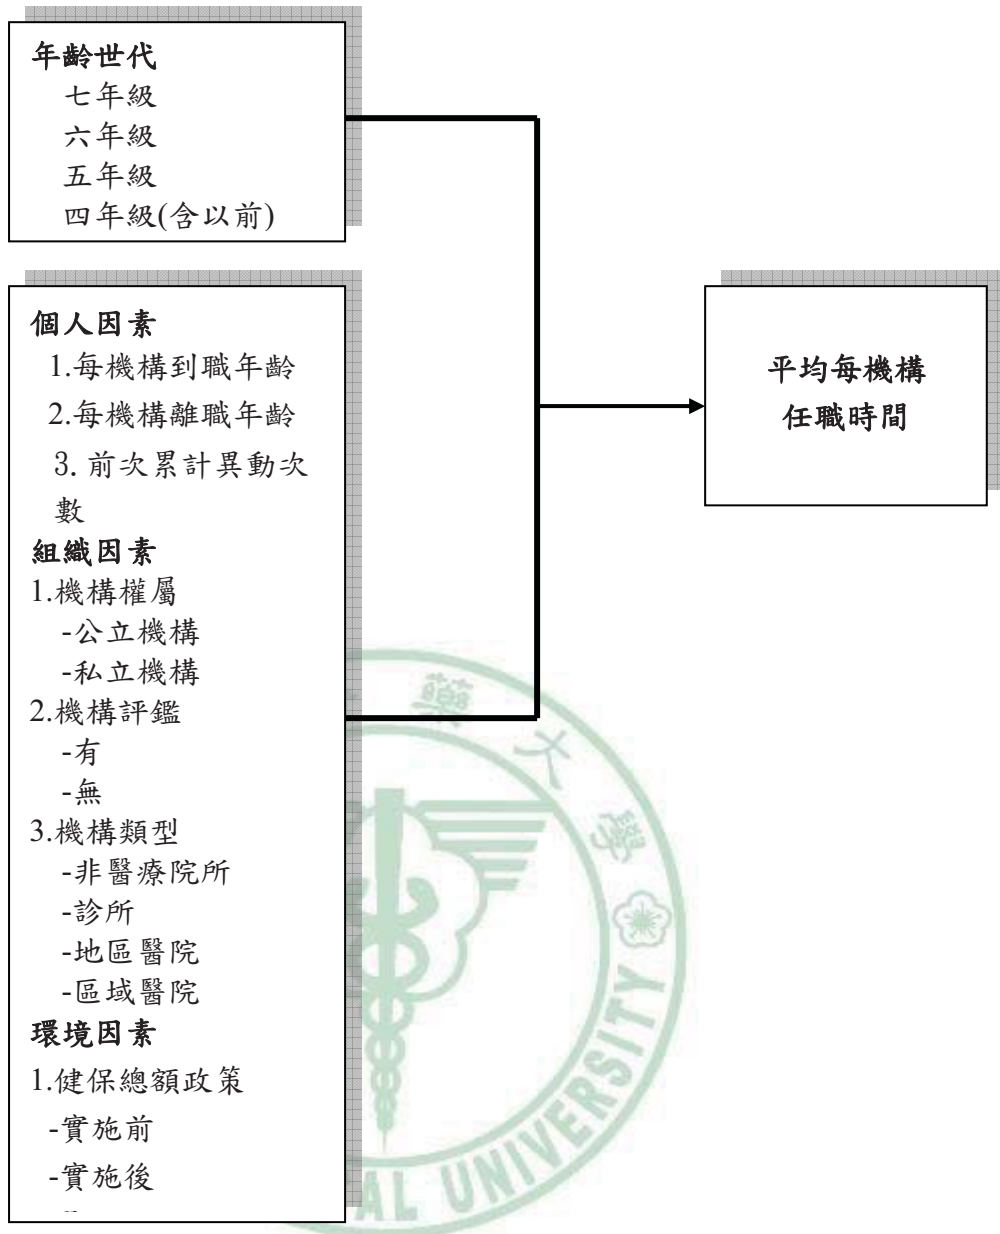 年齡世代
七年級
六年級
五年級
四年級(含以前)
個人因素
1.每機構到職年齡
2.每機構離職年齡
3. 前次累計異動次
數
組織因素
1.機構權屬
-公立機構
-私立機構
2.機構評鑑
-有
-無
3.機構類型
-非醫療院所
-診所
-地區醫院
-區域醫院
環境因素
1.健保總額政策
-實施前
-實施後
平均每機構
任職時間
藥大學
AL UNIVERSITY